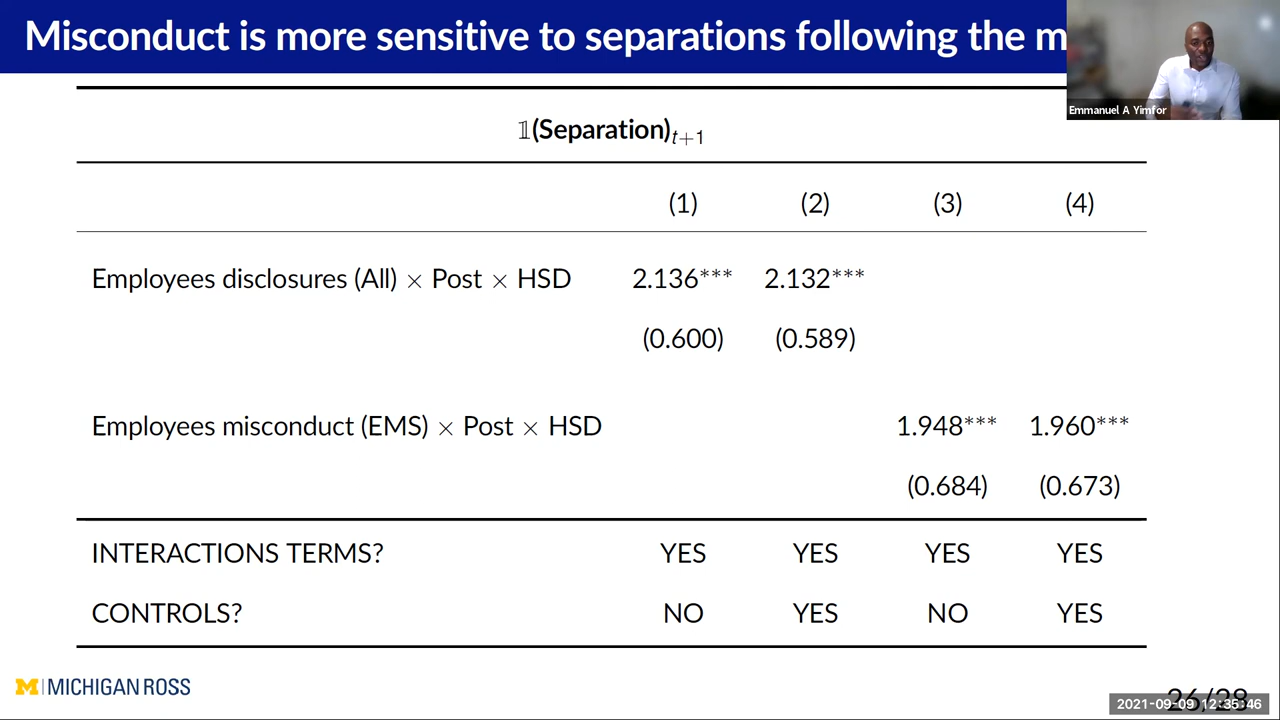 Misconduct is more sensitive to separations following the m
Emmanuel A Yimfor
𝟙(Separation)ₜ₊₁
(1) (2) (3) (4)
Employees disclosures (All) × Post × HSD 2.136*** 2.132***
(0.600) (0.589)
Employees misconduct (EMS) × Post × HSD 1.948*** 1.960***
(0.684) (0.673)
INTERACTIONS TERMS? YES YES YES YES
CONTROLS? NO YES NO YES
M | MICHIGAN ROSS
26/28
2021-09-09 12:35:46